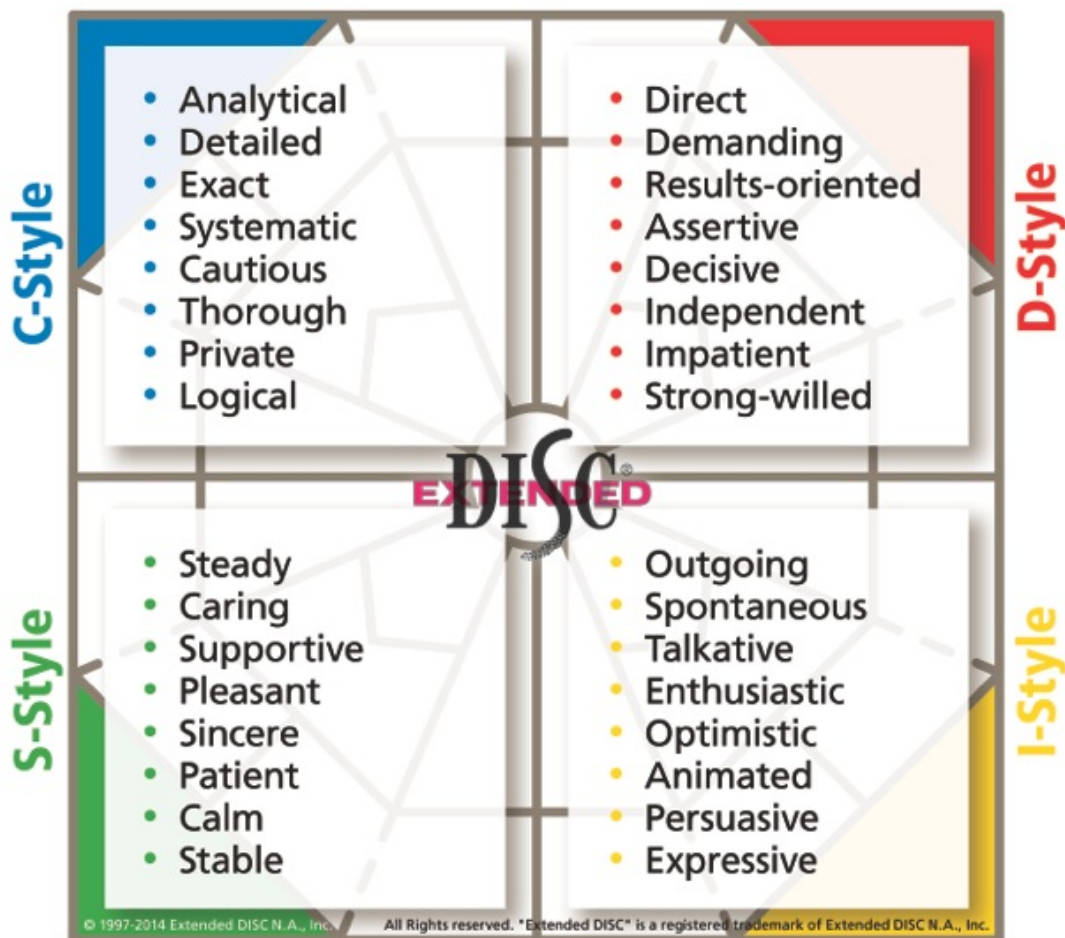 C-Style
Analytical
Detailed
Exact
Systematic
Cautious
Thorough
Private
Logical
D-Style
Direct
Demanding
Results-oriented
Assertive
Decisive
Independent
Impatient
Strong-willed
DISC®
EXTENDED
S-Style
Steady
Caring
Supportive
Pleasant
Sincere
Patient
Calm
Stable
I-Style
Outgoing
Spontaneous
Talkative
Enthusiastic
Optimistic
Animated
Persuasive
Expressive
© 1997-2014 Extended DISC N.A., Inc. All Rights reserved. "Extended DISC" is a registered trademark of Extended DISC N.A., Inc.